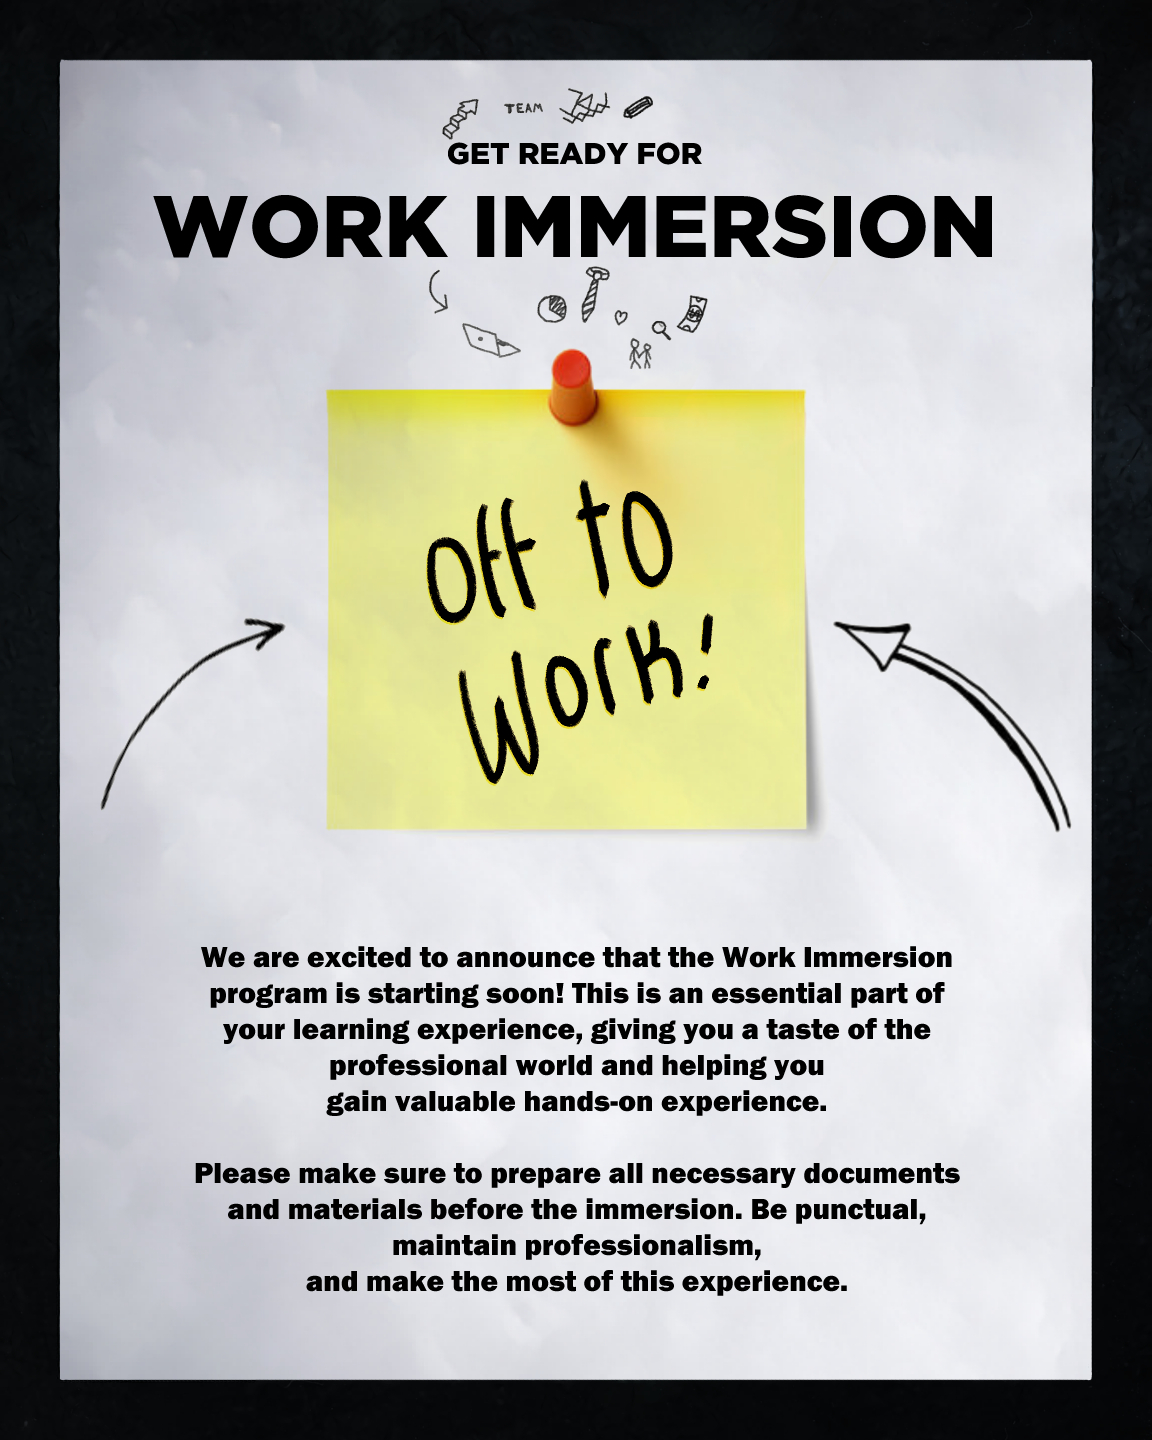 TEAM
GET READY FOR
WORK IMMERSION
$
Off to
Work!
We are excited to announce that the Work Immersion
program is starting soon! This is an essential part of
your learning experience, giving you a taste of the
professional world and helping you
gain valuable hands-on experience.
Please make sure to prepare all necessary documents
and materials before the immersion. Be punctual,
maintain professionalism,
and make the most of this experience.